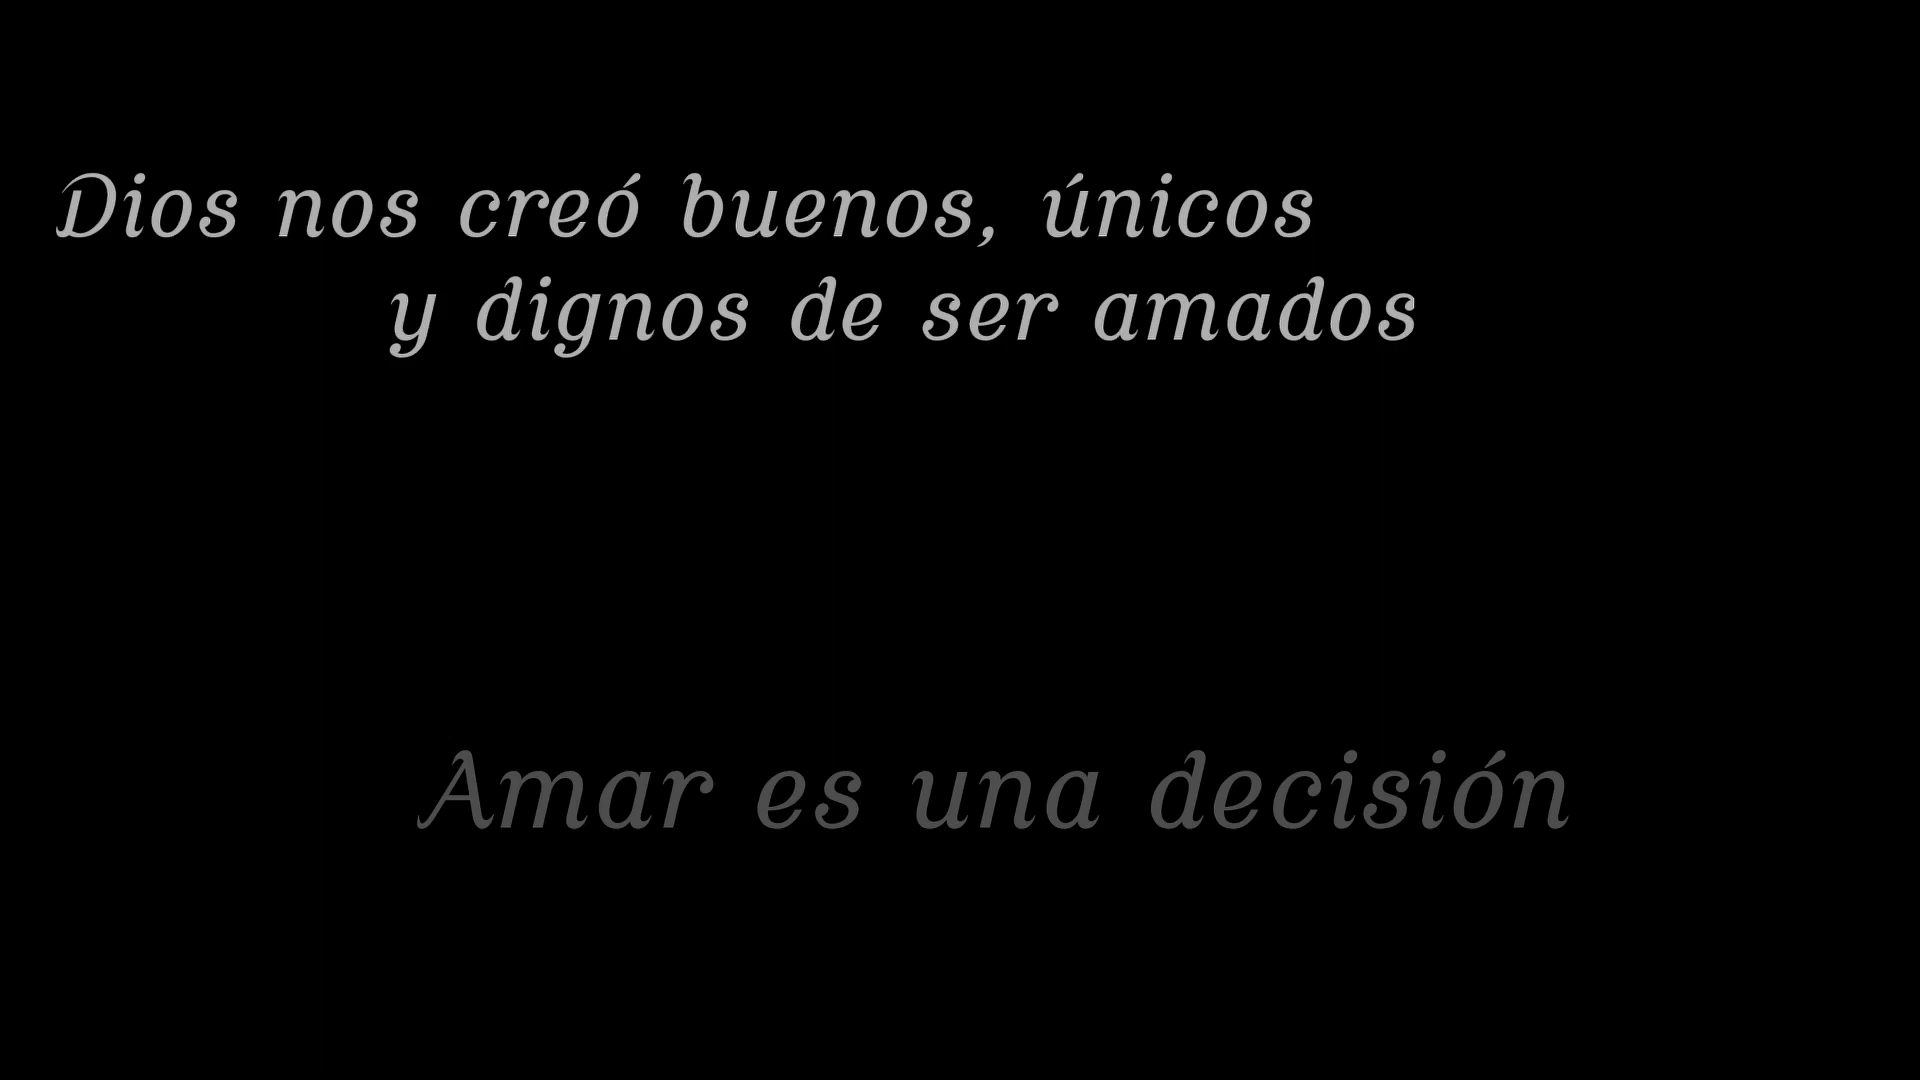 Dios nos creó buenos, únicos
y dignos de ser amados
Amar es una decisión